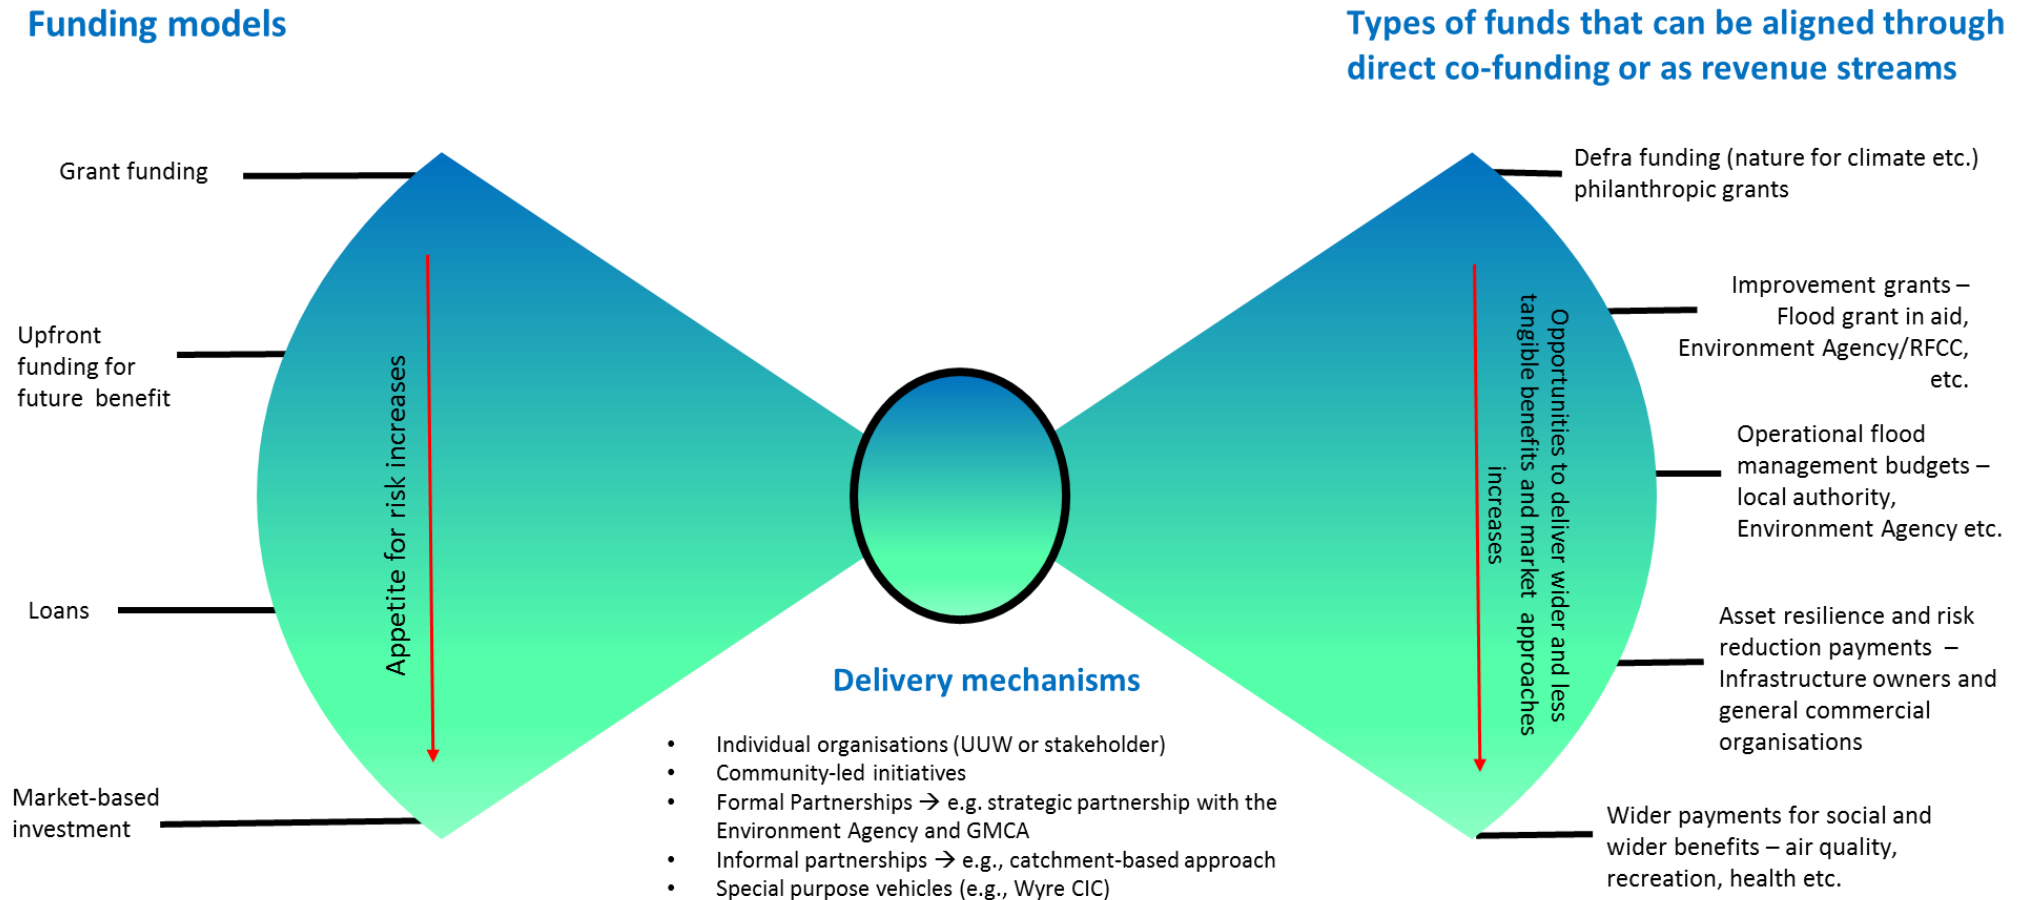 Funding models
Types of funds that can be aligned through
direct co-funding or as revenue streams
Grant funding
Upfront
funding for
future benefit
Loans
Market-based
investment
Appetite for risk increases
Delivery mechanisms
• Individual organisations (UUW or stakeholder)
• Community-led initiatives
• Formal Partnerships → e.g. strategic partnership with the
Environment Agency and GMCA
• Informal partnerships → e.g., catchment-based approach
• Special purpose vehicles (e.g., Wyre CIC)
Opportunities to deliver wider and less
tangible benefits and market approaches
increases
Defra funding (nature for climate etc.)
philanthropic grants
Improvement grants –
Flood grant in aid,
Environment Agency/RFCC,
etc.
Operational flood
management budgets –
local authority,
Environment Agency etc.
Asset resilience and risk
reduction payments –
Infrastructure owners and
general commercial
organisations
Wider payments for social and
wider benefits – air quality,
recreation, health etc.